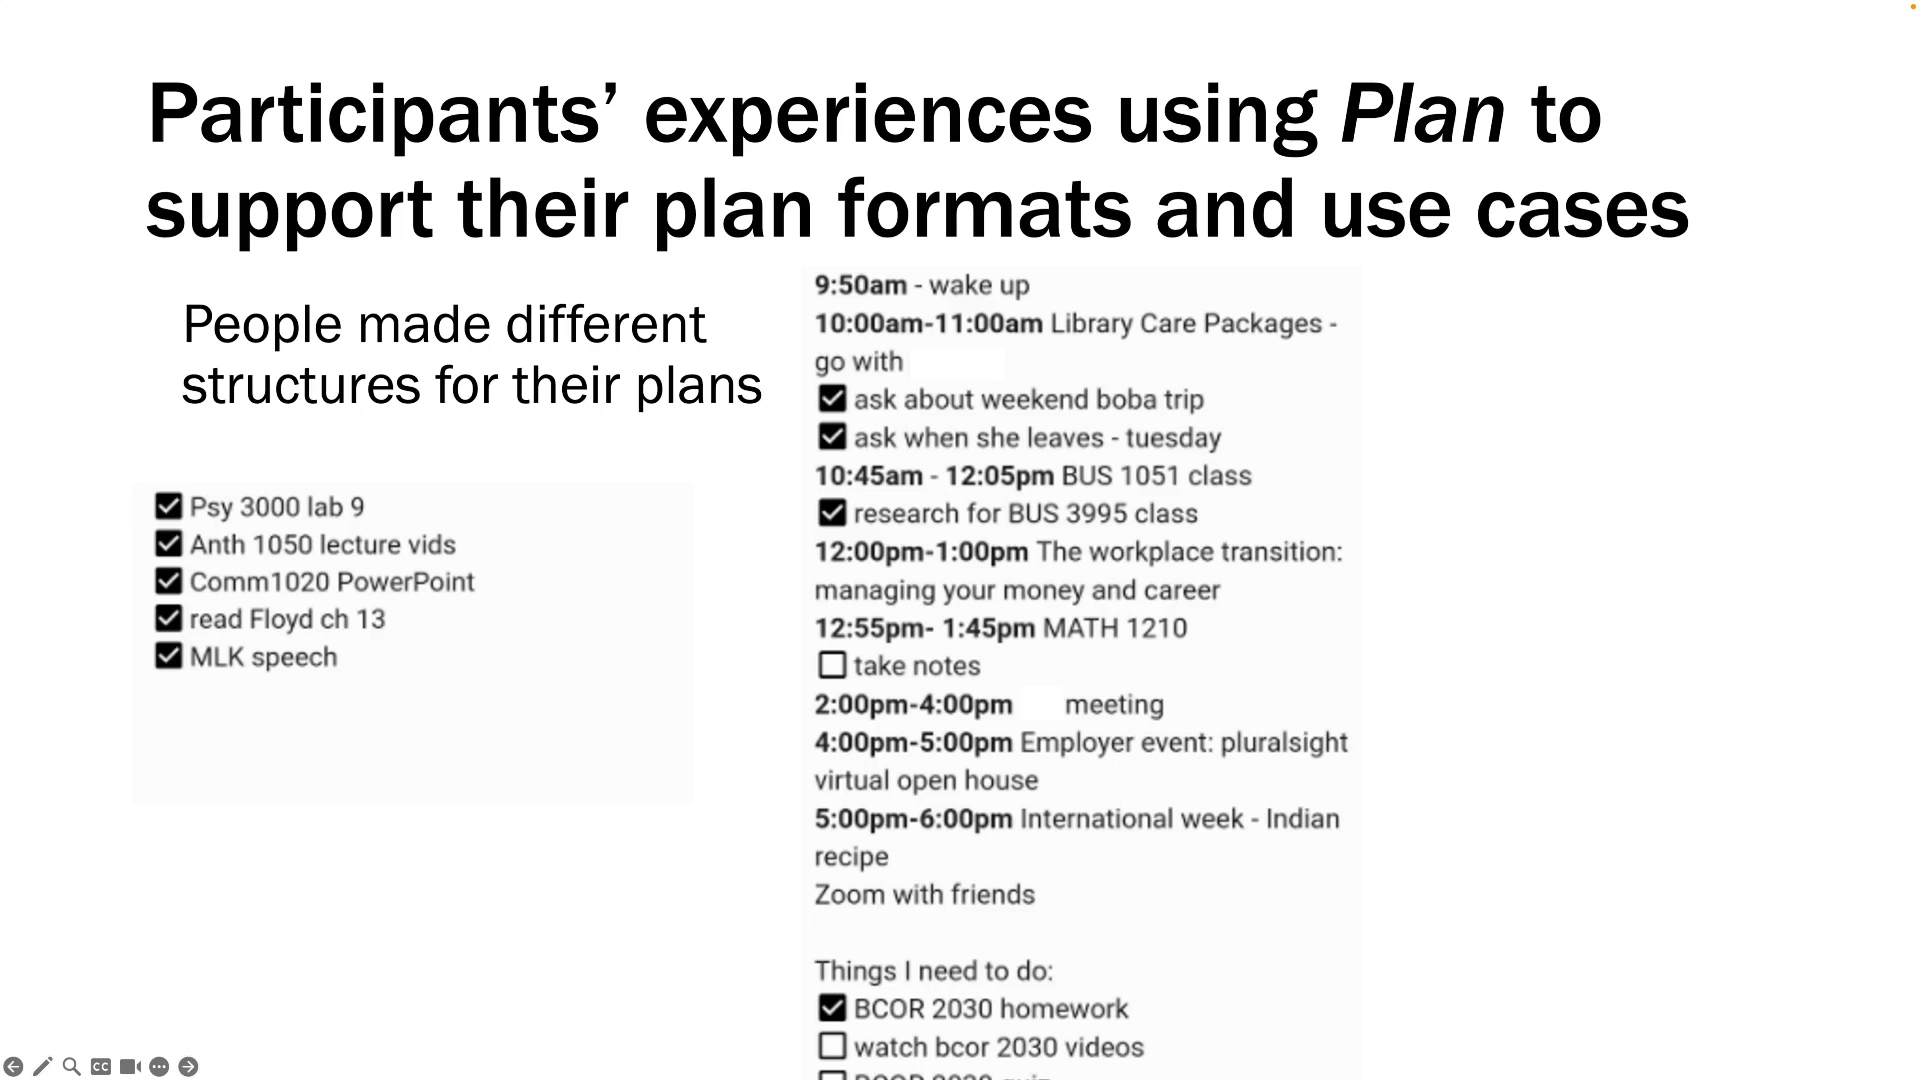 Participants’ experiences using Plan to
support their plan formats and use cases
People made different
structures for their plans
Psy 3000 lab 9
Anth 1050 lecture vids
Comm1020 PowerPoint
read Floyd ch 13
MLK speech
9:50am - wake up
10:00am-11:00am Library Care Packages -
go with
ask about weekend boba trip
ask when she leaves - tuesday
10:45am - 12:05pm BUS 1051 class
research for BUS 3995 class
12:00pm-1:00pm The workplace transition:
managing your money and career
12:55pm- 1:45pm MATH 1210
take notes
2:00pm-4:00pm meeting
4:00pm-5:00pm Employer event: pluralsight
virtual open house
5:00pm-6:00pm International week - Indian
recipe
Zoom with friends
Things I need to do:
BCOR 2030 homework
watch bcor 2030 videos
CC